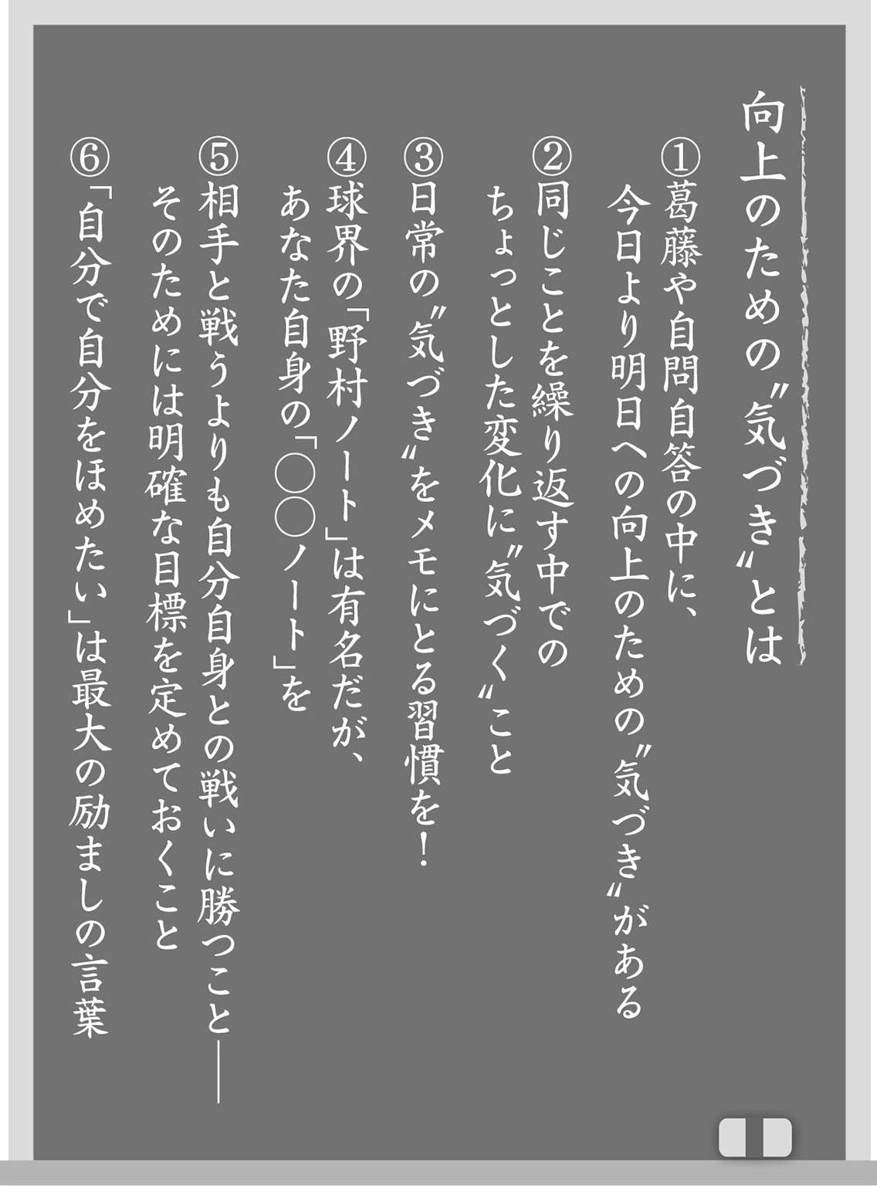 向上のための〝気づき〟とは
①葛藤や自問自答の中に、
今日より明日への向上のための〝気づき〟がある
②同じことを繰り返す中での
ちょっとした変化に〝気づく〟こと
③日常の〝気づき〟をメモにとる習慣を！
④球界の「野村ノート」は有名だが、
あなた自身の「○○ノート」を
⑤相手と戦うよりも自分自身との戦いに勝つこと――
そのためには明確な目標を定めておくこと
⑥「自分で自分をほめたい」は最大の励ましの言葉